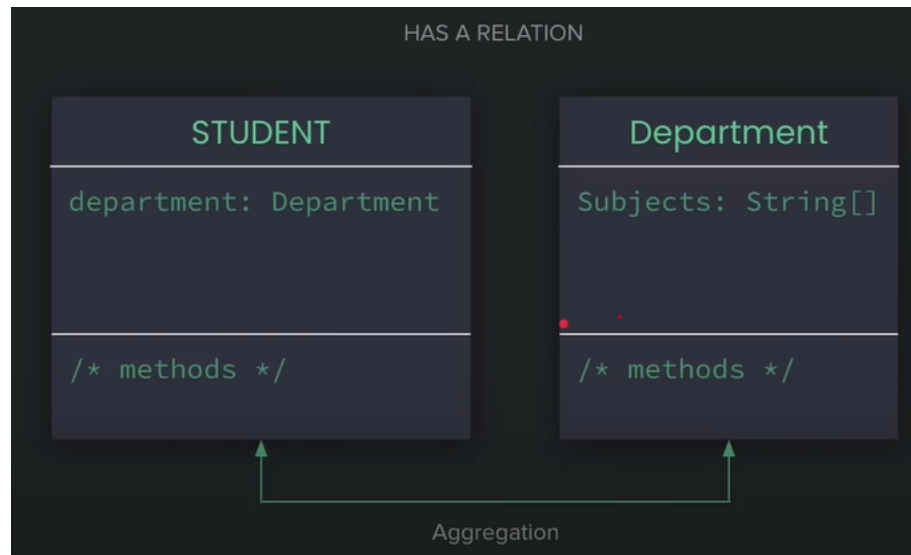 HAS A RELATION
STUDENT
department: Department
/* methods */
Department
Subjects: String[]
/* methods */
Aggregation